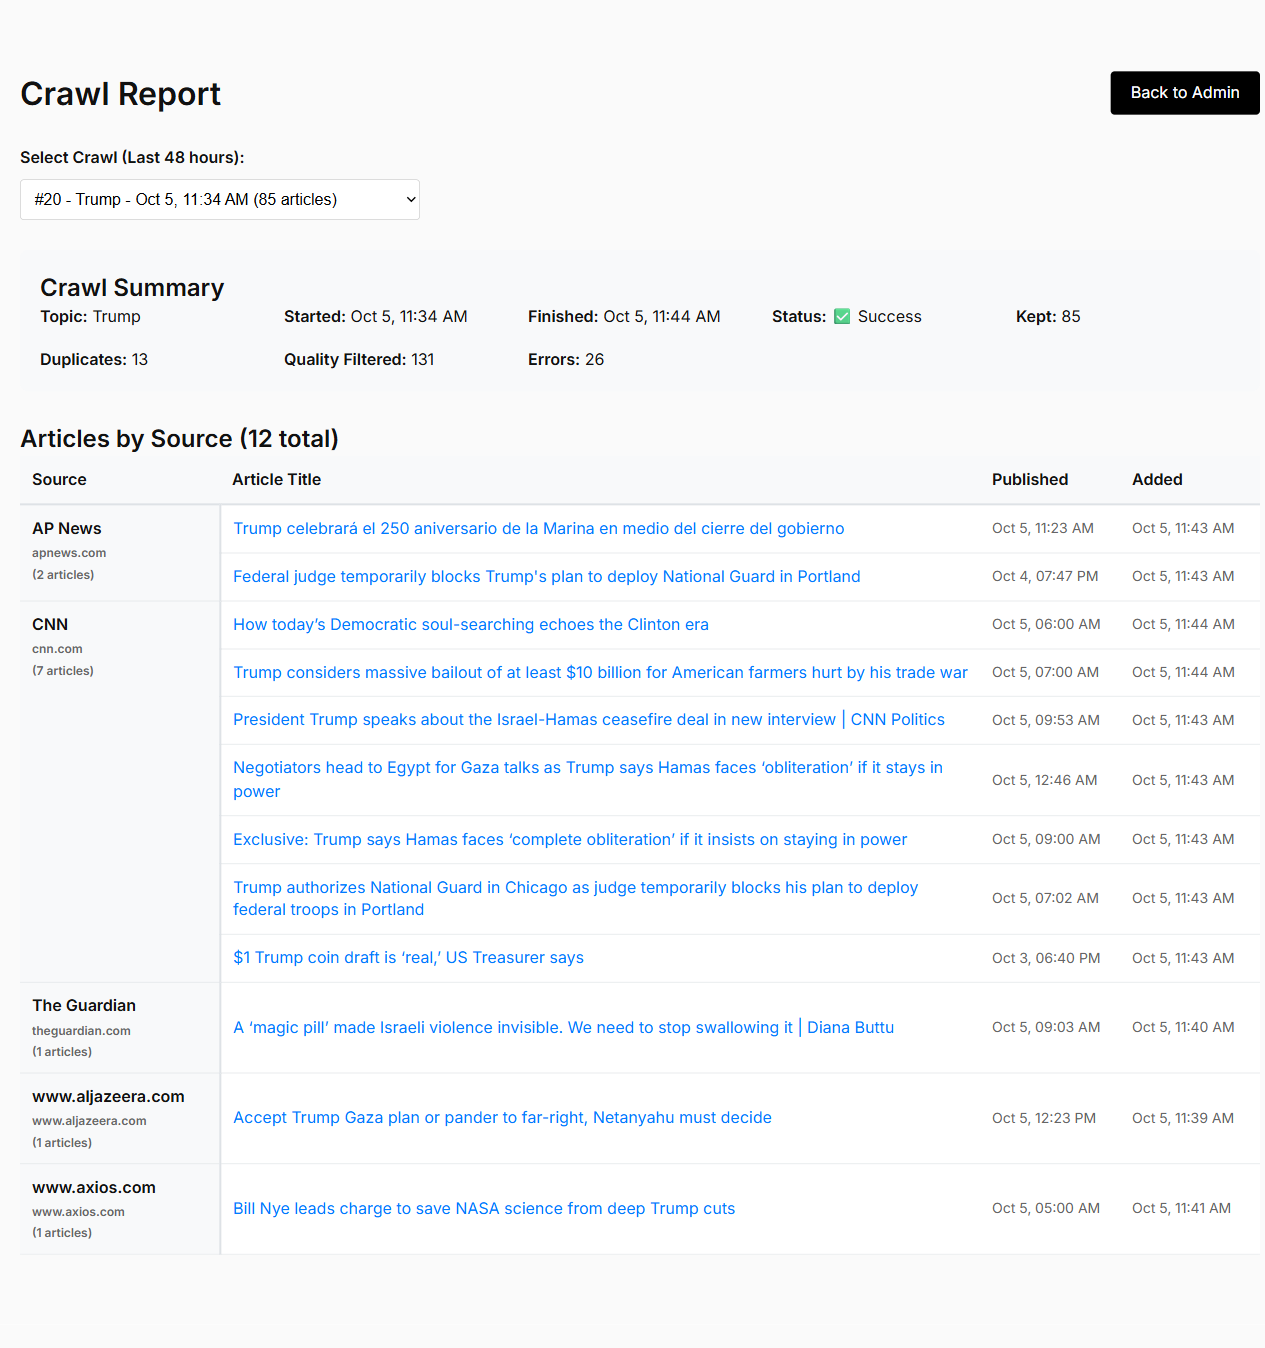 Crawl Report
Back to Admin
Select Crawl (Last 48 hours):
#20 - Trump - Oct 5, 11:34 AM (85 articles)
Crawl Summary
Topic: Trump
Started: Oct 5, 11:34 AM
Finished: Oct 5, 11:44 AM
Status: ✅ Success
Kept: 85
Duplicates: 13
Quality Filtered: 131
Errors: 26
Articles by Source (12 total)
Source
Article Title
Published
Added
AP News
apnews.com
(2 articles)
Trump celebrará el 250 aniversario de la Marina en medio del cierre del gobierno
Oct 5, 11:23 AM
Oct 5, 11:43 AM
Federal judge temporarily blocks Trump's plan to deploy National Guard in Portland
Oct 4, 07:47 PM
Oct 5, 11:43 AM
CNN
cnn.com
(7 articles)
How today’s Democratic soul-searching echoes the Clinton era
Oct 5, 06:00 AM
Oct 5, 11:44 AM
Trump considers massive bailout of at least $10 billion for American farmers hurt by his trade war
Oct 5, 07:00 AM
Oct 5, 11:44 AM
President Trump speaks about the Israel-Hamas ceasefire deal in new interview | CNN Politics
Oct 5, 09:53 AM
Oct 5, 11:43 AM
Negotiators head to Egypt for Gaza talks as Trump says Hamas faces ‘obliteration’ if it stays in
power
Oct 5, 12:46 AM
Oct 5, 11:43 AM
Exclusive: Trump says Hamas faces ‘complete obliteration’ if it insists on staying in power
Oct 5, 09:00 AM
Oct 5, 11:43 AM
Trump authorizes National Guard in Chicago as judge temporarily blocks his plan to deploy
federal troops in Portland
Oct 5, 07:02 AM
Oct 5, 11:43 AM
$1 Trump coin draft is ‘real,’ US Treasurer says
Oct 3, 06:40 PM
Oct 5, 11:43 AM
The Guardian
theguardian.com
(1 articles)
A ‘magic pill’ made Israeli violence invisible. We need to stop swallowing it | Diana Buttu
Oct 5, 09:03 AM
Oct 5, 11:40 AM
www.aljazeera.com
www.aljazeera.com
(1 articles)
Accept Trump Gaza plan or pander to far-right, Netanyahu must decide
Oct 5, 12:23 PM
Oct 5, 11:39 AM
www.axios.com
www.axios.com
(1 articles)
Bill Nye leads charge to save NASA science from deep Trump cuts
Oct 5, 05:00 AM
Oct 5, 11:41 AM